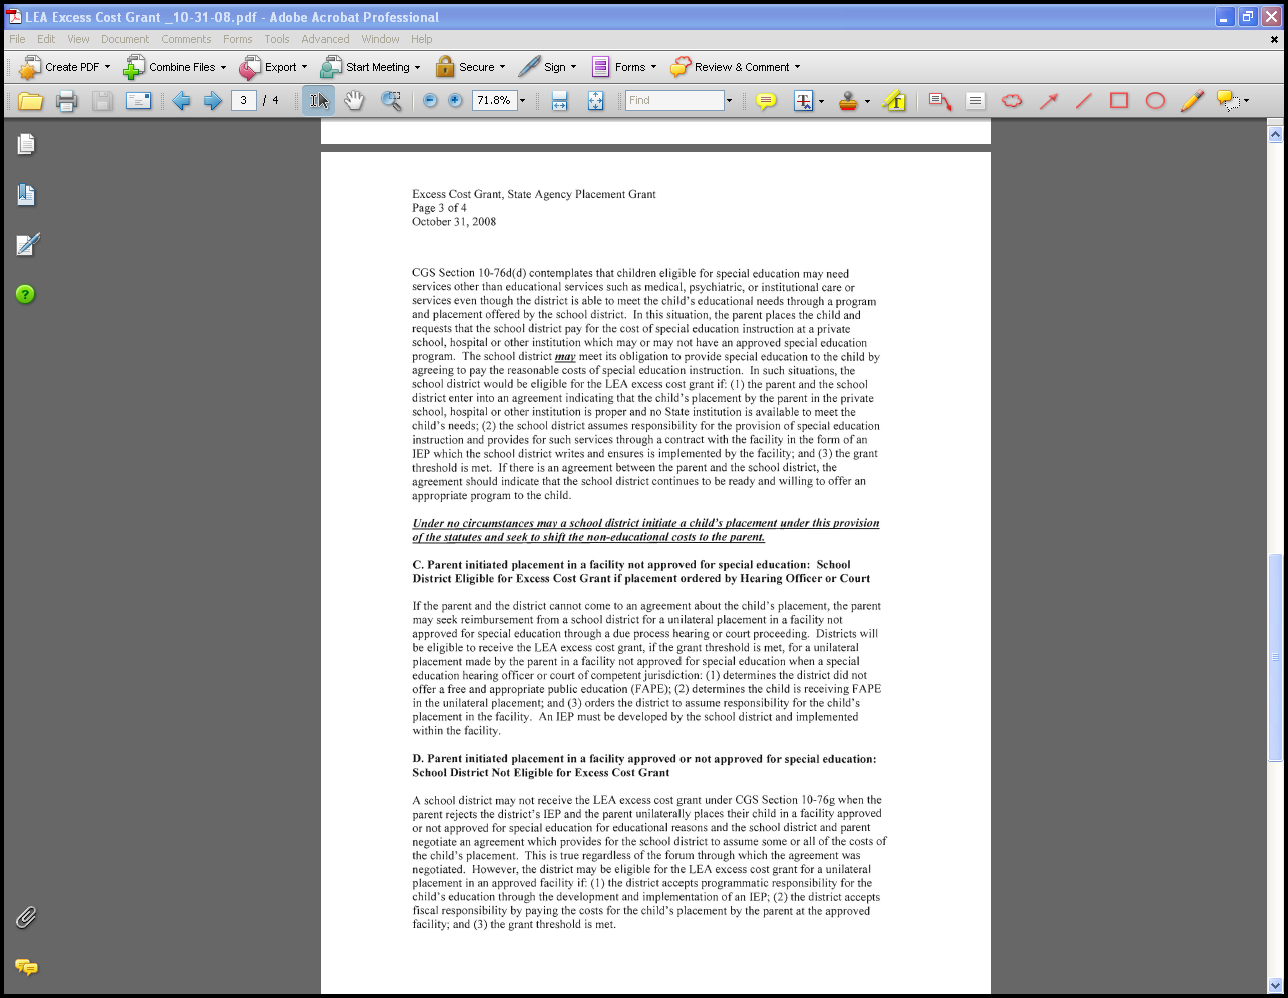 LEA Excess Cost Grant _10-31-08.pdf - Adobe Acrobat Professional
File Edit View Document Comments Forms Tools Advanced Window Help
Create PDF Combine Files Export Start Meeting Secure Sign Forms Review & Comment
3 / 4 71.8% Find
Excess Cost Grant, State Agency Placement Grant
Page 3 of 4
October 31, 2008
CGS Section 10-76d(d) contemplates that children eligible for special education may need
services other than educational services such as medical, psychiatric, or institutional care or
services even though the district is able to meet the child's educational needs through a program
and placement offered by the school district. In this situation, the parent places the child and
requests that the school district pay for the cost of special education instruction at a private
school, hospital or other institution which may or may not have an approved special education
program. The school district may meet its obligation to provide special education to the child by
agreeing to pay the reasonable costs of special education instruction. In such situations, the
school district would be eligible for the LEA excess cost grant if: (1) the parent and the school
district enter into an agreement indicating that the child's placement by the parent in the private
school, hospital or other institution is proper and no State institution is available to meet the
child's needs; (2) the school district assumes responsibility for the provision of special education
instruction and provides for such services through a contract with the facility in the form of an
IEP which the school district writes and ensures is implemented by the facility; and (3) the grant
threshold is met. If there is an agreement between the parent and the school district, the
agreement should indicate that the school district continues to be ready and willing to offer an
appropriate program to the child.
Under no circumstances may a school district initiate a child's placement under this provision
of the statutes and seek to shift the non-educational costs to the parent.
C. Parent initiated placement in a facility not approved for special education: School
District Eligible for Excess Cost Grant if placement ordered by Hearing Officer or Court
If the parent and the district cannot come to an agreement about the child's placement, the parent
may seek reimbursement from a school district for a unilateral placement in a facility not
approved for special education through a due process hearing or court proceeding. Districts will
be eligible to receive the LEA excess cost grant, if the grant threshold is met, for a unilateral
placement made by the parent in a facility not approved for special education when a special
education hearing officer or court of competent jurisdiction: (1) determines the district did not
offer a free and appropriate public education (FAPE); (2) determines the child is receiving FAPE
in the unilateral placement; and (3) orders the district to assume responsibility for the child's
placement in the facility. An IEP must be developed by the school district and implemented
within the facility.
D. Parent initiated placement in a facility approved or not approved for special education:
School District Not Eligible for Excess Cost Grant
A school district may not receive the LEA excess cost grant under CGS Section 10-76g when the
parent rejects the district's IEP and the parent unilaterally places their child in a facility approved
or not approved for special education for educational reasons and the school district and parent
negotiate an agreement which provides for the school district to assume some or all of the costs of
the child's placement. This is true regardless of the forum through which the agreement was
negotiated. However, the district may be eligible for the LEA excess cost grant for a unilateral
placement in an approved facility if: (1) the district accepts programmatic responsibility for the
child's education through the development and implementation of an IEP; (2) the district accepts
fiscal responsibility by paying the costs for the child's placement by the parent at the approved
facility; and (3) the grant threshold is met.